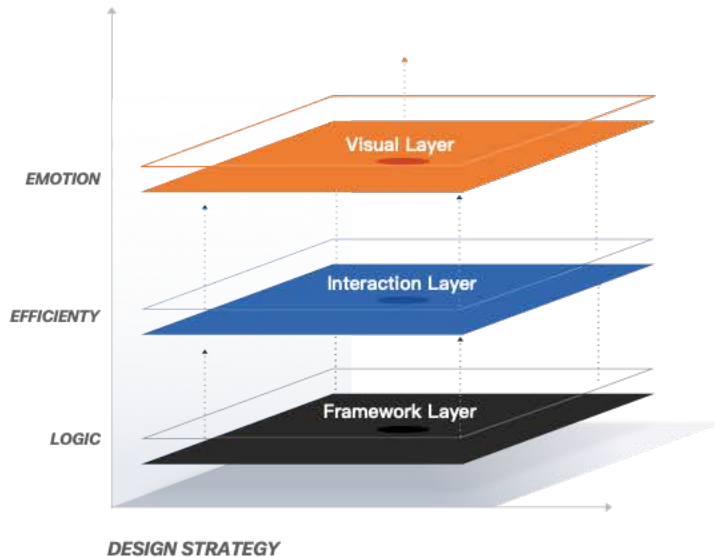 Visual Layer
EMOTION
Interaction Layer
EFFICIENTY
Framework Layer
LOGIC
DESIGN STRATEGY